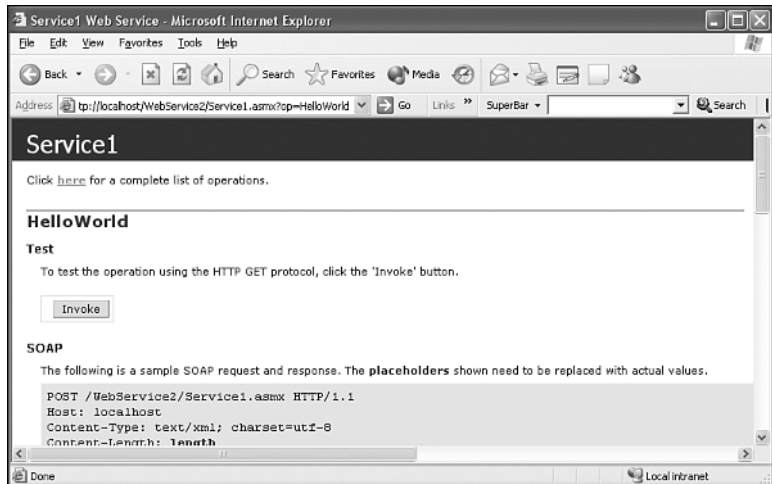 Service1 Web Service - Microsoft Internet Explorer
File Edit View Favorites Tools Help
Back Search Favorites Media
Address tp://localhost/WebService2/Service1.asmx?op=HelloWorld Go Links » SuperBar Search
Service1
Click here for a complete list of operations.
HelloWorld
Test
To test the operation using the HTTP GET protocol, click the 'Invoke' button.
Invoke
SOAP
The following is a sample SOAP request and response. The placeholders shown need to be replaced with actual values.
POST /WebService2/Service1.asmx HTTP/1.1
Host: localhost
Content-Type: text/xml; charset=utf-8
Content-Length: length
Done Local intranet